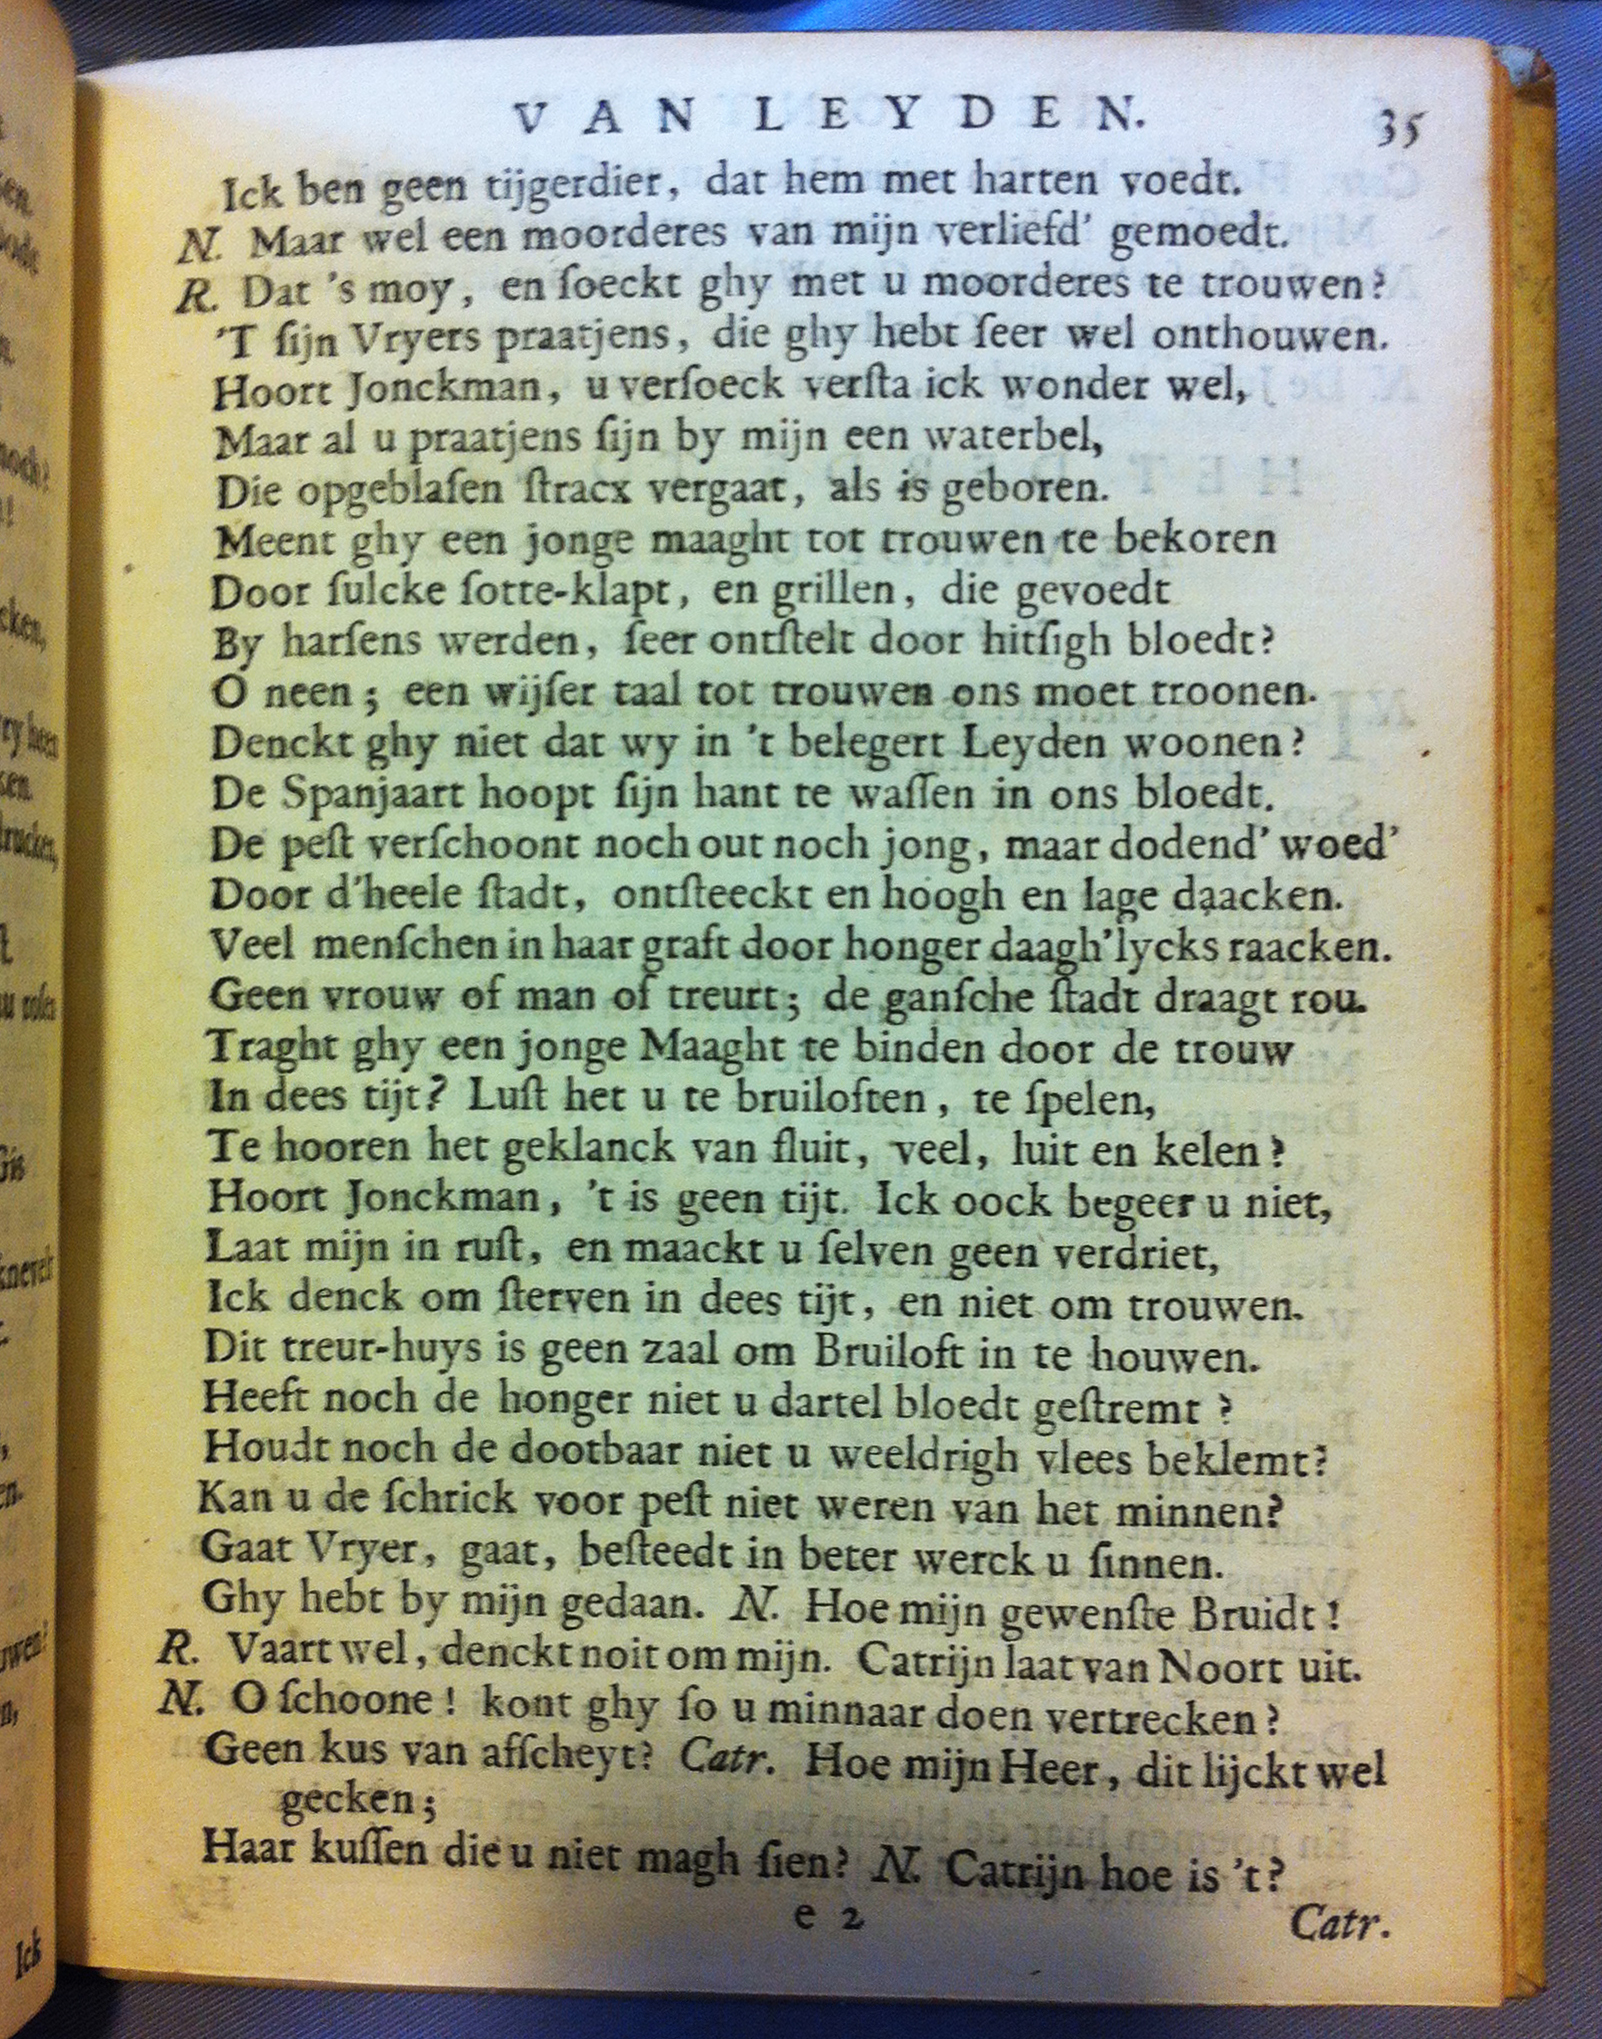 VAN LEYDEN. 35
Ick ben geen tijgerdier, dat hem met harten voedt.
N. Maar wel een moorderes van mijn verliefd' gemoedt.
R. Dat 's moy, en ſoeckt ghy met u moorderes te trouwen?
'T ſijn Vryers praatjens, die ghy hebt ſeer wel onthouwen.
Hoort Jonckman, u verſoeck verſta ick wonder wel,
Maar al u praatjens ſijn by mijn een waterbel,
Die opgeblaſen ſtracx vergaat, als is geboren.
Meent ghy een jonge maaght tot trouwen te bekoren
Door ſulcke ſotte-klapt, en grillen, die gevoedt
By harſens werden, ſeer ontſtelt door hitſigh bloedt?
O neen; een wijſer taal tot trouwen ons moet troonen.
Denckt ghy niet dat wy in 't belegert Leyden woonen?
De Spanjaart hoopt ſijn hant te waſſen in ons bloedt.
De peſt verſchoont noch out noch jong, maar dodend' woed'
Door d'heele ſtadt, ontſteeckt en hoogh en lage daacken.
Veel menſchen in haar graft door honger daagh'lycks raacken.
Geen vrouw of man of treurt; de ganſche ſtadt draagt rou.
Traght ghy een jonge Maaght te binden door de trouw
In dees tijt? Luſt het u te bruiloften, te ſpelen,
Te hooren het geklanck van fluit, veel, luit en kelen?
Hoort Jonckman, 't is geen tijt. Ick oock begeer u niet,
Laat mijn in ruſt, en maackt u ſelven geen verdriet,
Ick denck om ſterven in dees tijt, en niet om trouwen.
Dit treur-huys is geen zaal om Bruiloft in te houwen.
Heeft noch de honger niet u dartel bloedt geſtremt?
Houdt noch de dootbaar niet u weeldrigh vlees beklemt?
Kan u de ſchrick voor peſt niet weren van het minnen?
Gaat Vryer, gaat, beſteedt in beter werck u ſinnen.
Ghy hebt by mijn gedaan. N. Hoe mijn gewenſte Bruidt!
R. Vaart wel, denckt noit om mijn. Catrijn laat van Noort uit.
N. O ſchoone! kont ghy ſo u minnaar doen vertrecken?
Geen kus van afſcheyt? Catr. Hoe mijn Heer, dit lijckt wel
gecken;
Haar kuſſen die u niet magh ſien? N. Catrijn hoe is 't?
e 2 Catr.